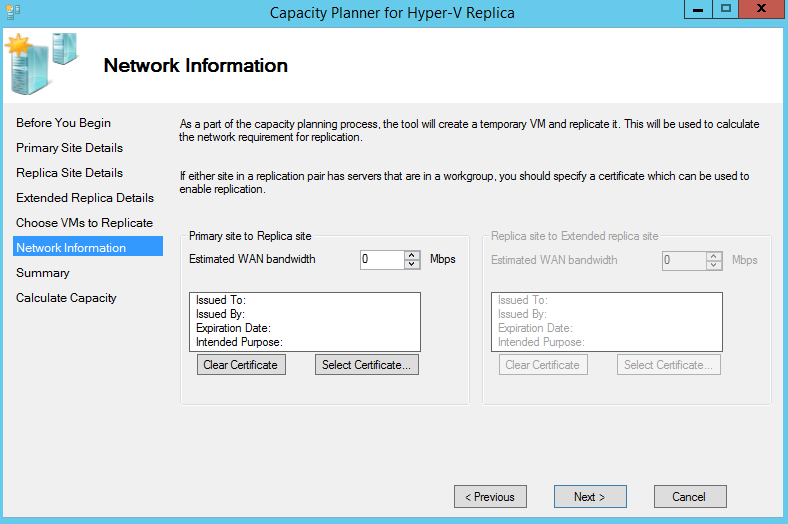 Capacity Planner for Hyper-V Replica
Network Information
Before You Begin
Primary Site Details
Replica Site Details
Extended Replica Details
Choose VMs to Replicate
Network Information
Summary
Calculate Capacity
As a part of the capacity planning process, the tool will create a temporary VM and replicate it. This will be used to calculate
the network requirement for replication.
If either site in a replication pair has servers that are in a workgroup, you should specify a certificate which can be used to
enable replication.
Primary site to Replica site
Estimated WAN bandwidth 0 Mbps
Issued To:
Issued By:
Expiration Date:
Intended Purpose:
Clear Certificate Select Certificate...
Replica site to Extended replica site
Estimated WAN bandwidth 0 Mbps
Issued To:
Issued By:
Expiration Date:
Intended Purpose:
Clear Certificate Select Certificate...
< Previous Next > Cancel